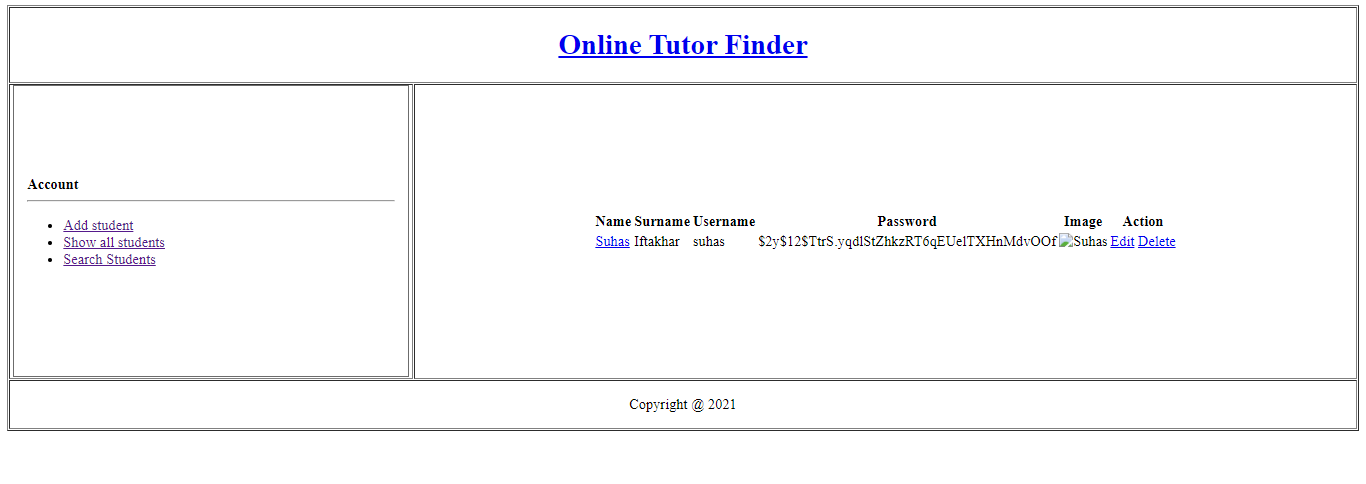 Online Tutor Finder
Account
Add student
Show all students
Search Students
Name Surname Username Password Image Action
Suhas Iftakhar suhas $2y$12$TtrS.yqdlStZhkzRT6qEUelTXHnMdvOOf Suhas Edit Delete
Copyright @ 2021